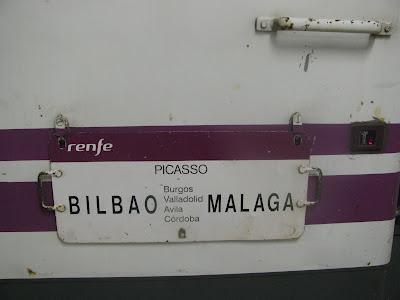 renfe
PICASSO
BILBAO Burgos Valladolid Avila Córdoba MALAGA